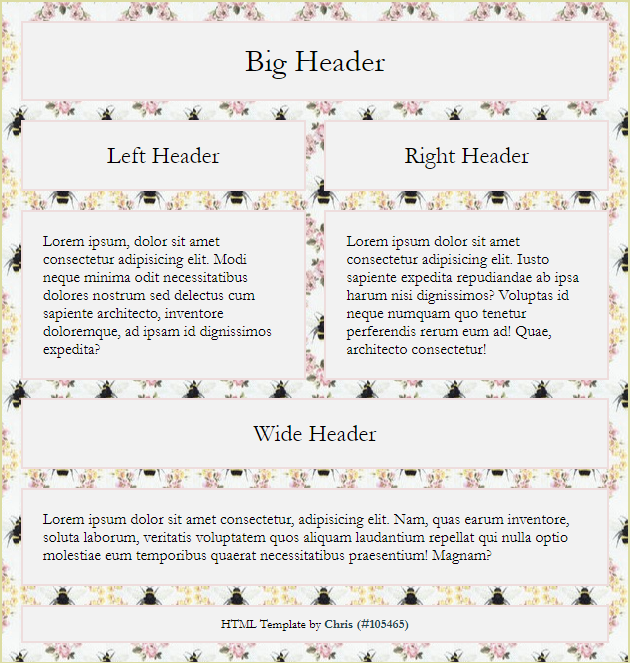 Big Header
Left Header
Right Header
Lorem ipsum, dolor sit amet
consectetur adipisicing elit. Modi
neque minima odit necessitatibus
dolores nostrum sed delectus cum
sapiente architecto, inventore
doloremque, ad ipsam id dignissimos
expedita?
Lorem ipsum dolor sit amet
consectetur adipisicing elit. Iusto
sapiente expedita repudiandae ab ipsa
harum nisi dignissimos? Voluptas id
neque numquam quo tenetur
perferendis rerum eum ad! Quae,
architecto consectetur!
Wide Header
Lorem ipsum dolor sit amet consectetur, adipisicing elit. Nam, quas earum inventore,
soluta laborum, veritatis voluptatem quos aliquam laudantium repellat qui nulla optio
molestiae eum temporibus quaerat necessitatibus praesentium! Magnam?
HTML Template by Chris (#105465)